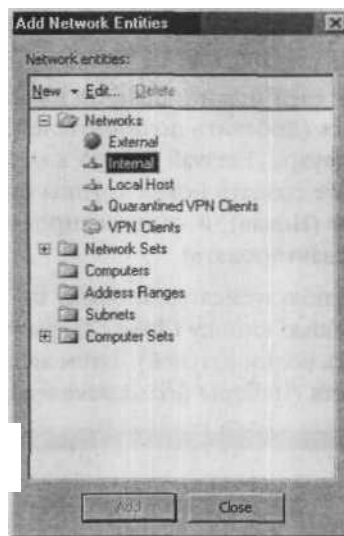 Add Network Entities
Network entities:
New Edit... Delete
Networks
External
Internal
Local Host
Quarantined VPN Clients
VPN Clients
Network Sets
Computers
Address Ranges
Subnets
Computer Sets
Add Close